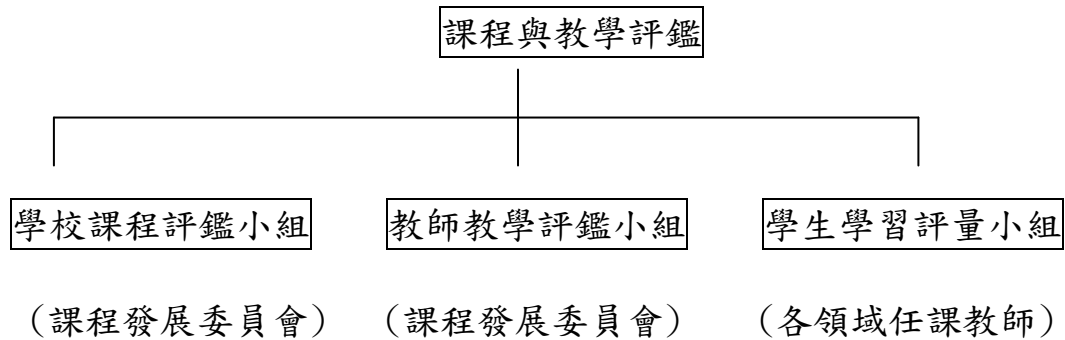 課程與教學評鑑
學校課程評鑑小組 教師教學評鑑小組 學生學習評量小組
（課程發展委員會） （課程發展委員會） （各領域任課教師）